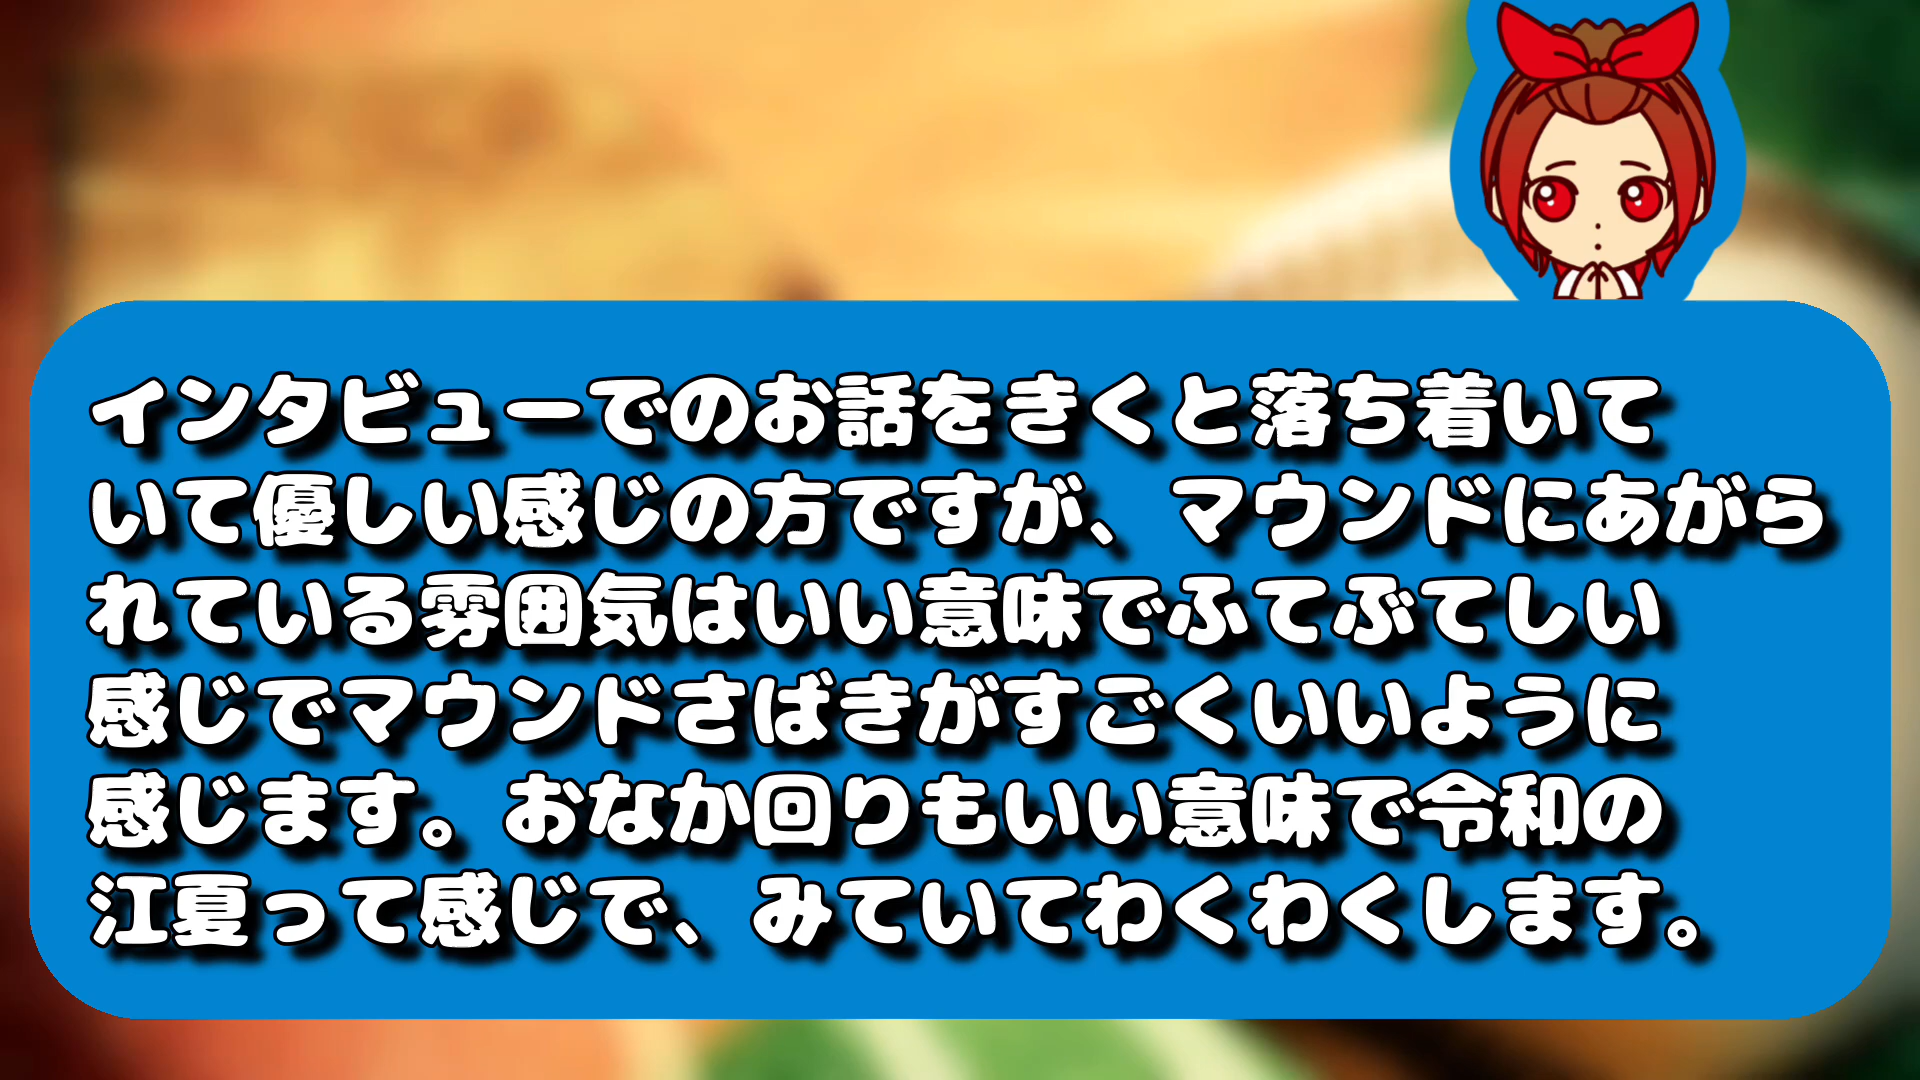 インタビューでのお話をきくと落ち着いて
いて優しい感じの方ですが、マウンドにあがら
れている雰囲気はいい意味でふてぶてしい
感じでマウンドさばきがすごくいいように
感じます。おなか回りもいい意味で令和の
江夏って感じで、みていてわくわくします。